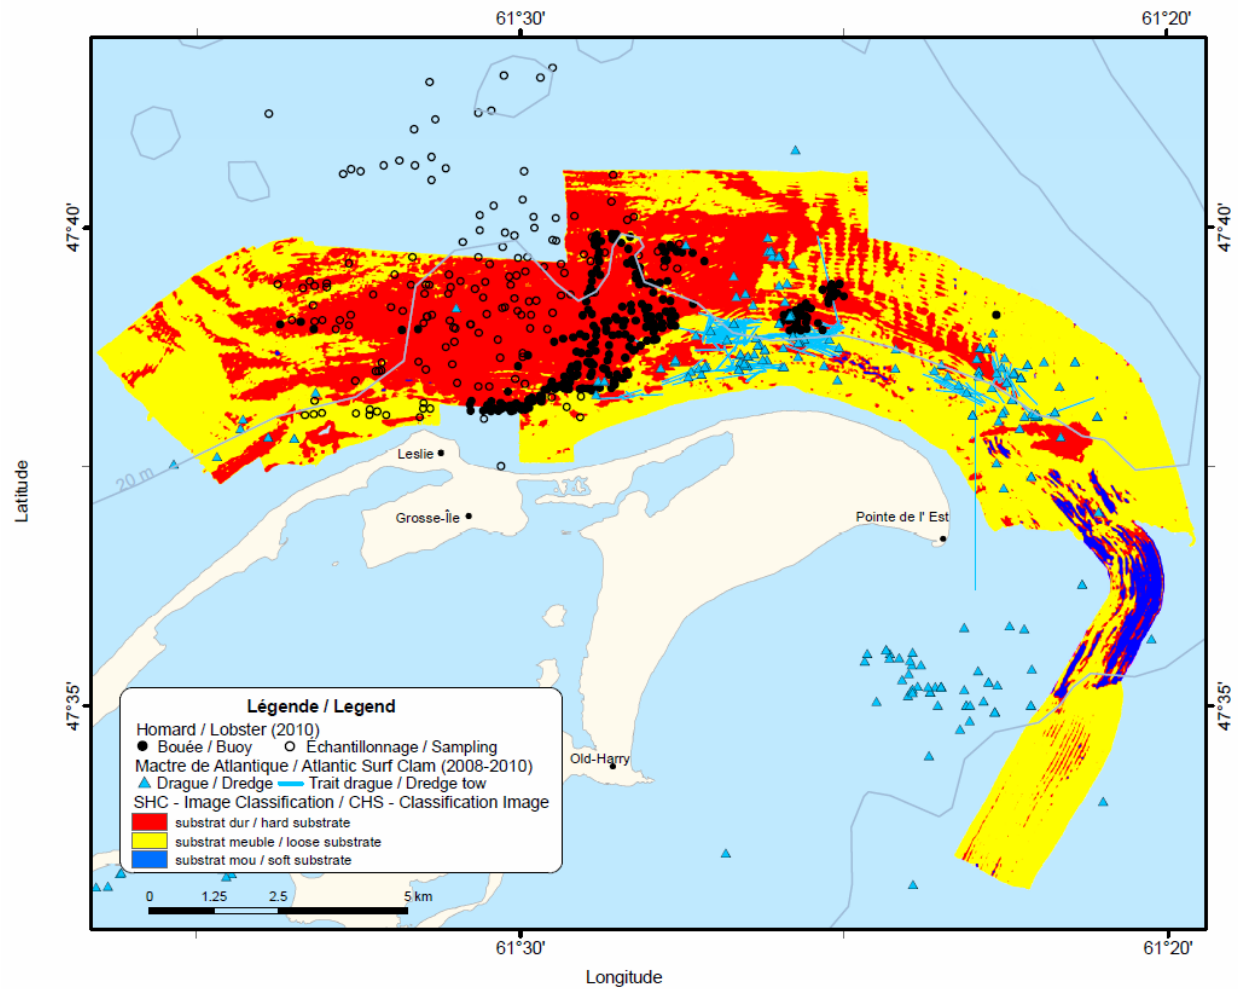 61°30'
61°20'
47°40'
47°40'
20 m
Leslie
Grosse-Île
Pointe de l' Est
Latitude
47°35'
47°35'
Légende / Legend
Homard / Lobster (2010)
Bouée / Buoy
Échantillonnage / Sampling
Mactre de Atlantique / Atlantic Surf Clam (2008-2010)
Drague / Dredge
Trait drague / Dredge tow
SHC - Image Classification / CHS - Classification Image
substrat dur / hard substrate
substrat meuble / loose substrate
substrat mou / soft substrate
Old-Harry
0 1.25 2.5 5 km
61°30'
61°20'
Longitude